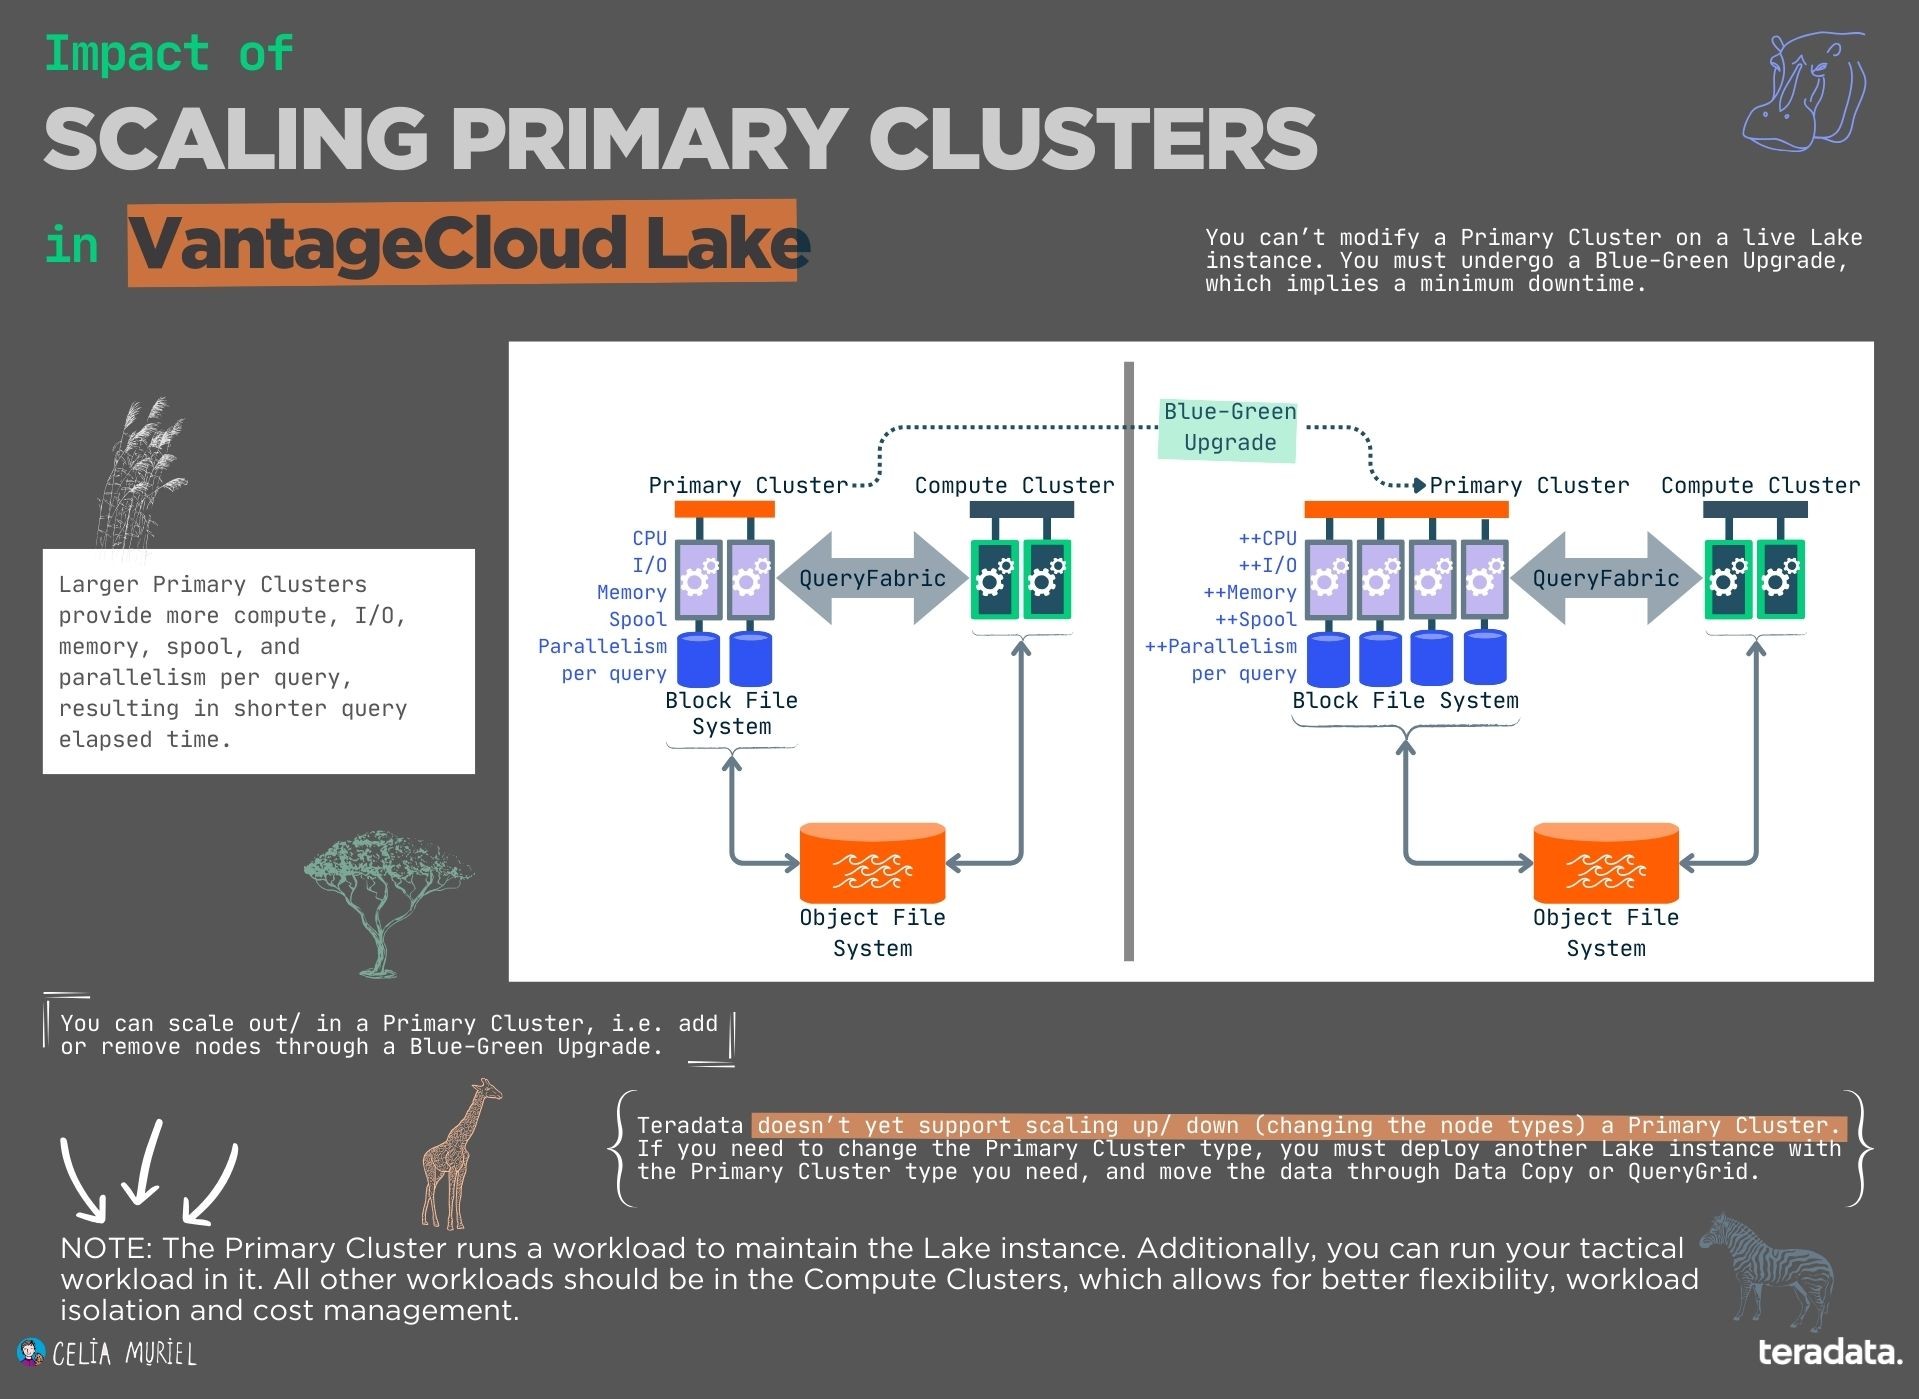 Impact of
SCALING PRIMARY CLUSTERS
in VantageCloud Lake
You can't modify a Primary Cluster on a live Lake
instance. You must undergo a Blue-Green Upgrade,
which implies a minimum downtime.
Larger Primary Clusters
provide more compute, I/O,
memory, spool, and
parallelism per query,
resulting in shorter query
elapsed time.
Blue-Green
Upgrade
Primary Cluster
Compute Cluster
CPU
I/O
Memory
Spool
Parallelism
per query
QueryFabric
Block File
System
Object File
System
Primary Cluster
Compute Cluster
++CPU
++I/O
++Memory
++Spool
++Parallelism
per query
QueryFabric
Block File System
Object File
System
You can scale out/ in a Primary Cluster, i.e. add
or remove nodes through a Blue-Green Upgrade.
Teradata doesn't yet support scaling up/ down (changing the node types) a Primary Cluster.
If you need to change the Primary Cluster type, you must deploy another Lake instance with
the Primary Cluster type you need, and move the data through Data Copy or QueryGrid.
NOTE: The Primary Cluster runs a workload to maintain the Lake instance. Additionally, you can run your tactical
workload in it. All other workloads should be in the Compute Clusters, which allows for better flexibility, workload
isolation and cost management.
CELIA MURIEL
teradata.